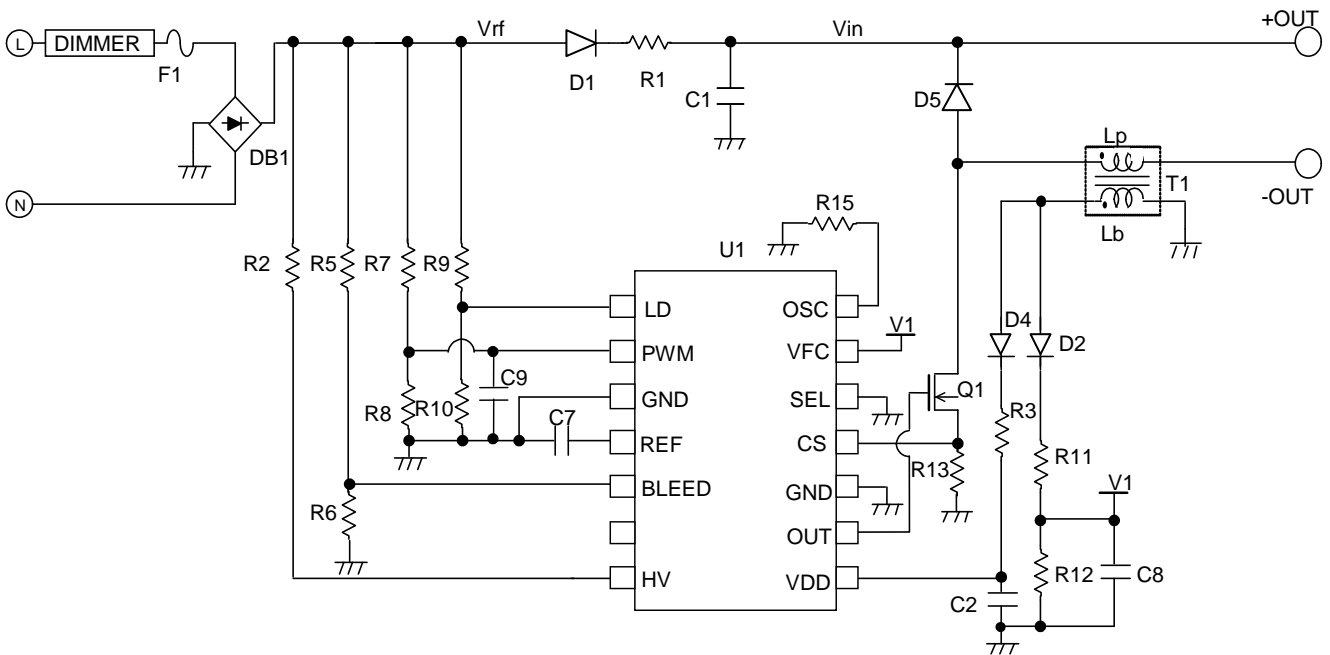 +OUT
Vrf
Vin
L
DIMMER
F1
D1
R1
C1
D5
DB1
Lp
T1
-OUT
N
R15
Lb
U1
R2
R5
R7
R9
LD
OSC
V1
D4
D2
PWM
VFC
C9
Q1
R8
R10
GND
SEL
R3
C7
REF
CS
R13
R11
BLEED
GND
V1
R6
OUT
HV
VDD
C2
R12
C8